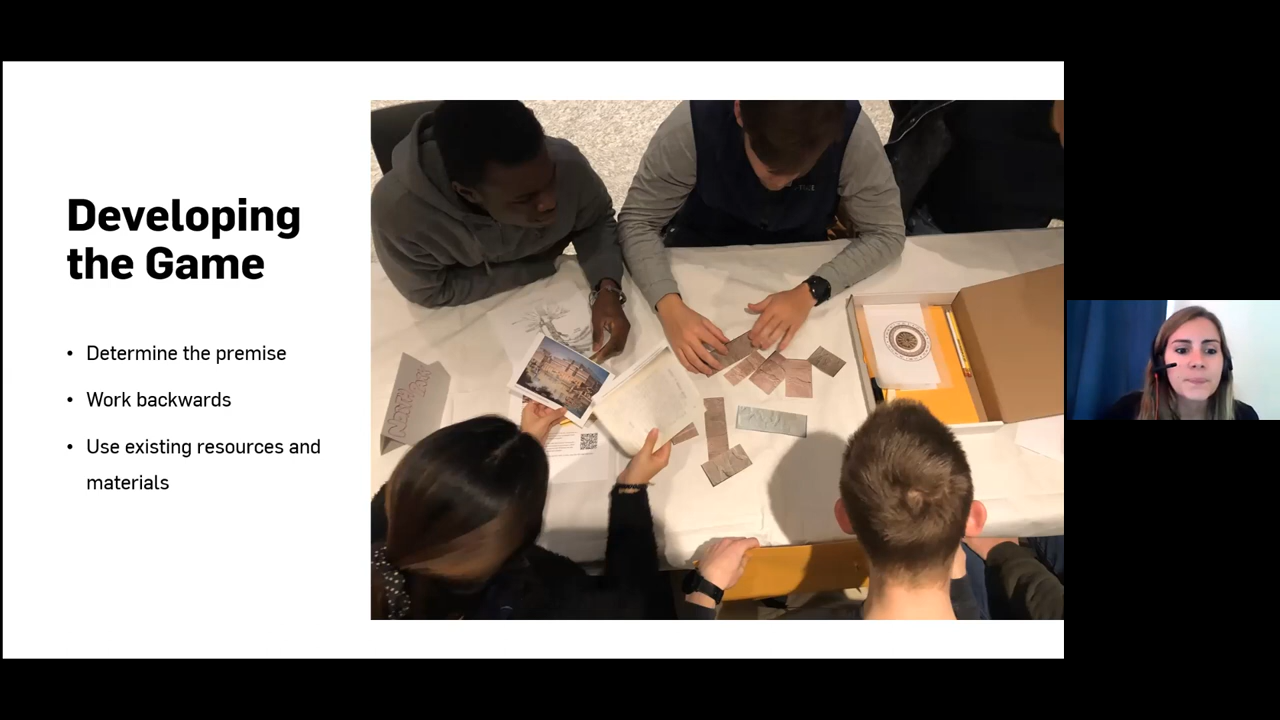 Developing
the Game
• Determine the premise
• Work backwards
• Use existing resources and
materials